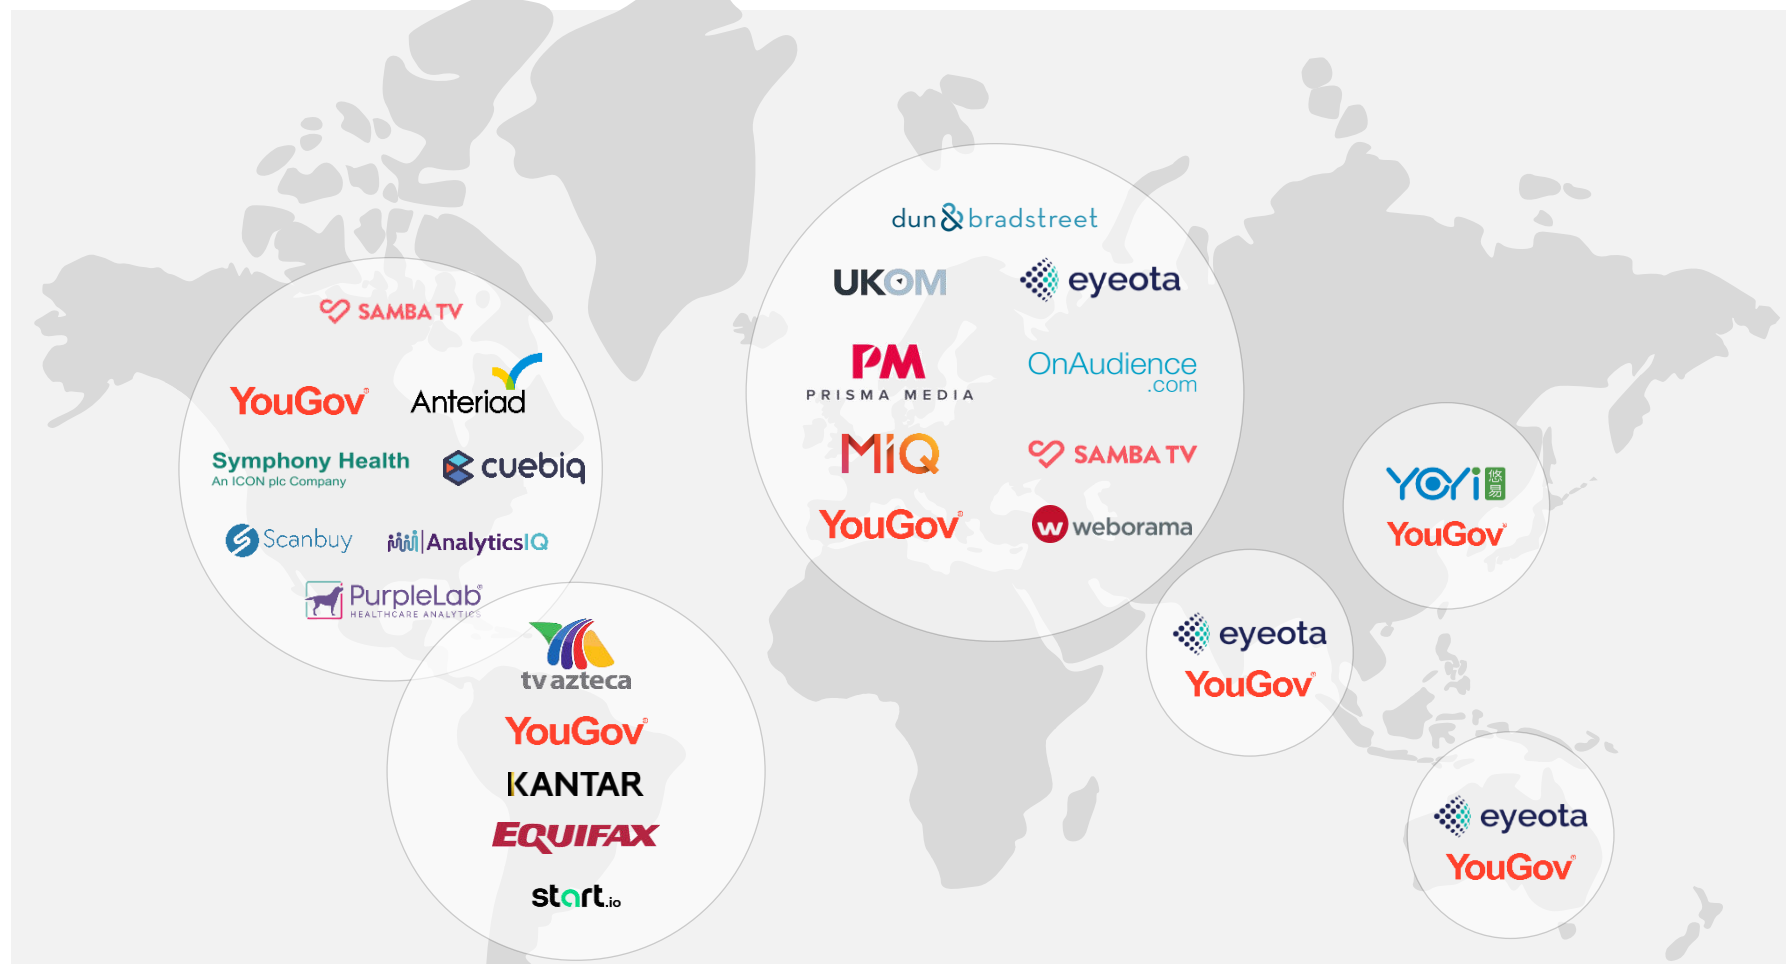 SAMBA TV
YouGov®
Anteriad
Symphony Health
An ICON plc Company
cuebiq
Scanbuy
AnalyticsIQ
PurpleLab®
HEALTHCARE ANALYTICS
tv azteca
YouGov®
KANTAR
EQUIFAX
start.io
dun & bradstreet
UKOM
eyeota
PM
PRISMA MEDIA
OnAudience
.com
MiQ
SAMBA TV
YouGov®
w weborama
YOYi 悠易
YouGov®
eyeota
YouGov®
eyeota
YouGov®